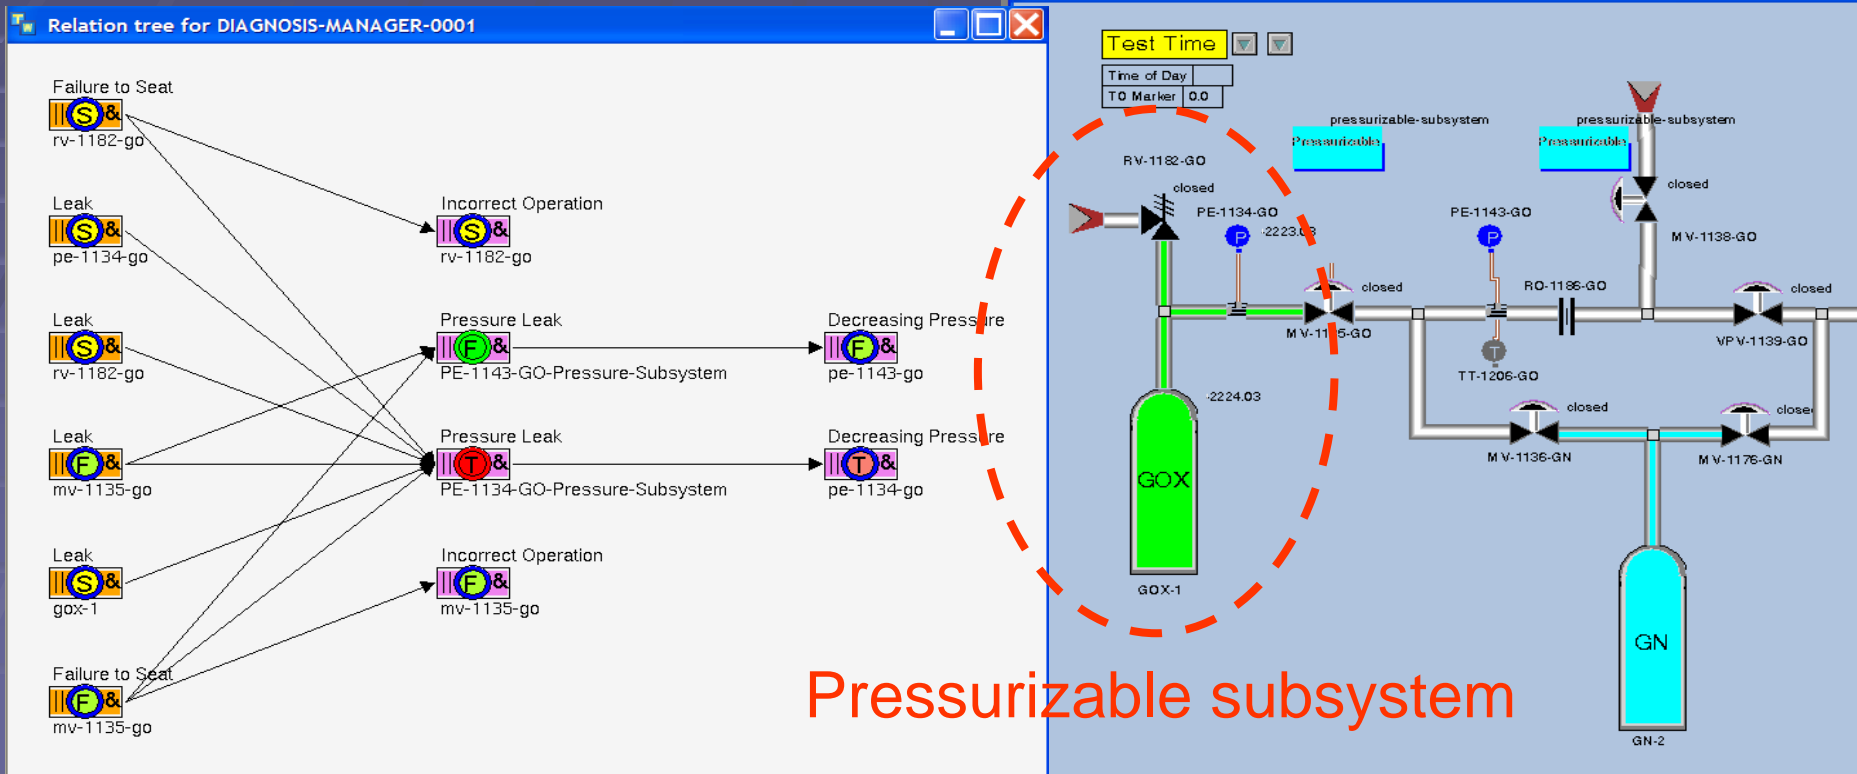 Relation tree for DIAGNOSIS-MANAGER-0001
Failure to Seat
S &
rv-1182-go
Leak
S &
pe-1134-go
Incorrect Operation
S &
rv-1182-go
Leak
S &
rv-1182-go
Pressure Leak
F &
PE-1143-GO-Pressure-Subsystem
Decreasing Pressure
F &
pe-1143-go
Leak
F &
mv-1135-go
Pressure Leak
T &
PE-1134-GO-Pressure-Subsystem
Decreasing Pressure
T &
pe-1134-go
Leak
S &
gox-1
Incorrect Operation
F &
mv-1135-go
Failure to Seat
F &
mv-1135-go
Test Time
Time of Day
T0 Marker 0.0
pressurizable-subsystem
Pressurizable
pressurizable-subsystem
Pressurizable
RV-1182-GO
closed
PE-1134-GO
P
closed
GOX
-2224.03
GOX-1
PE-1143-GO
P
RO-1186-GO
T
TT-1206-GO
closed
MV-1138-GO
closed
VPV-1139-GO
closed
MV-1136-GN
MV-1176-GN
GN
GN-2
Pressurizable subsystem